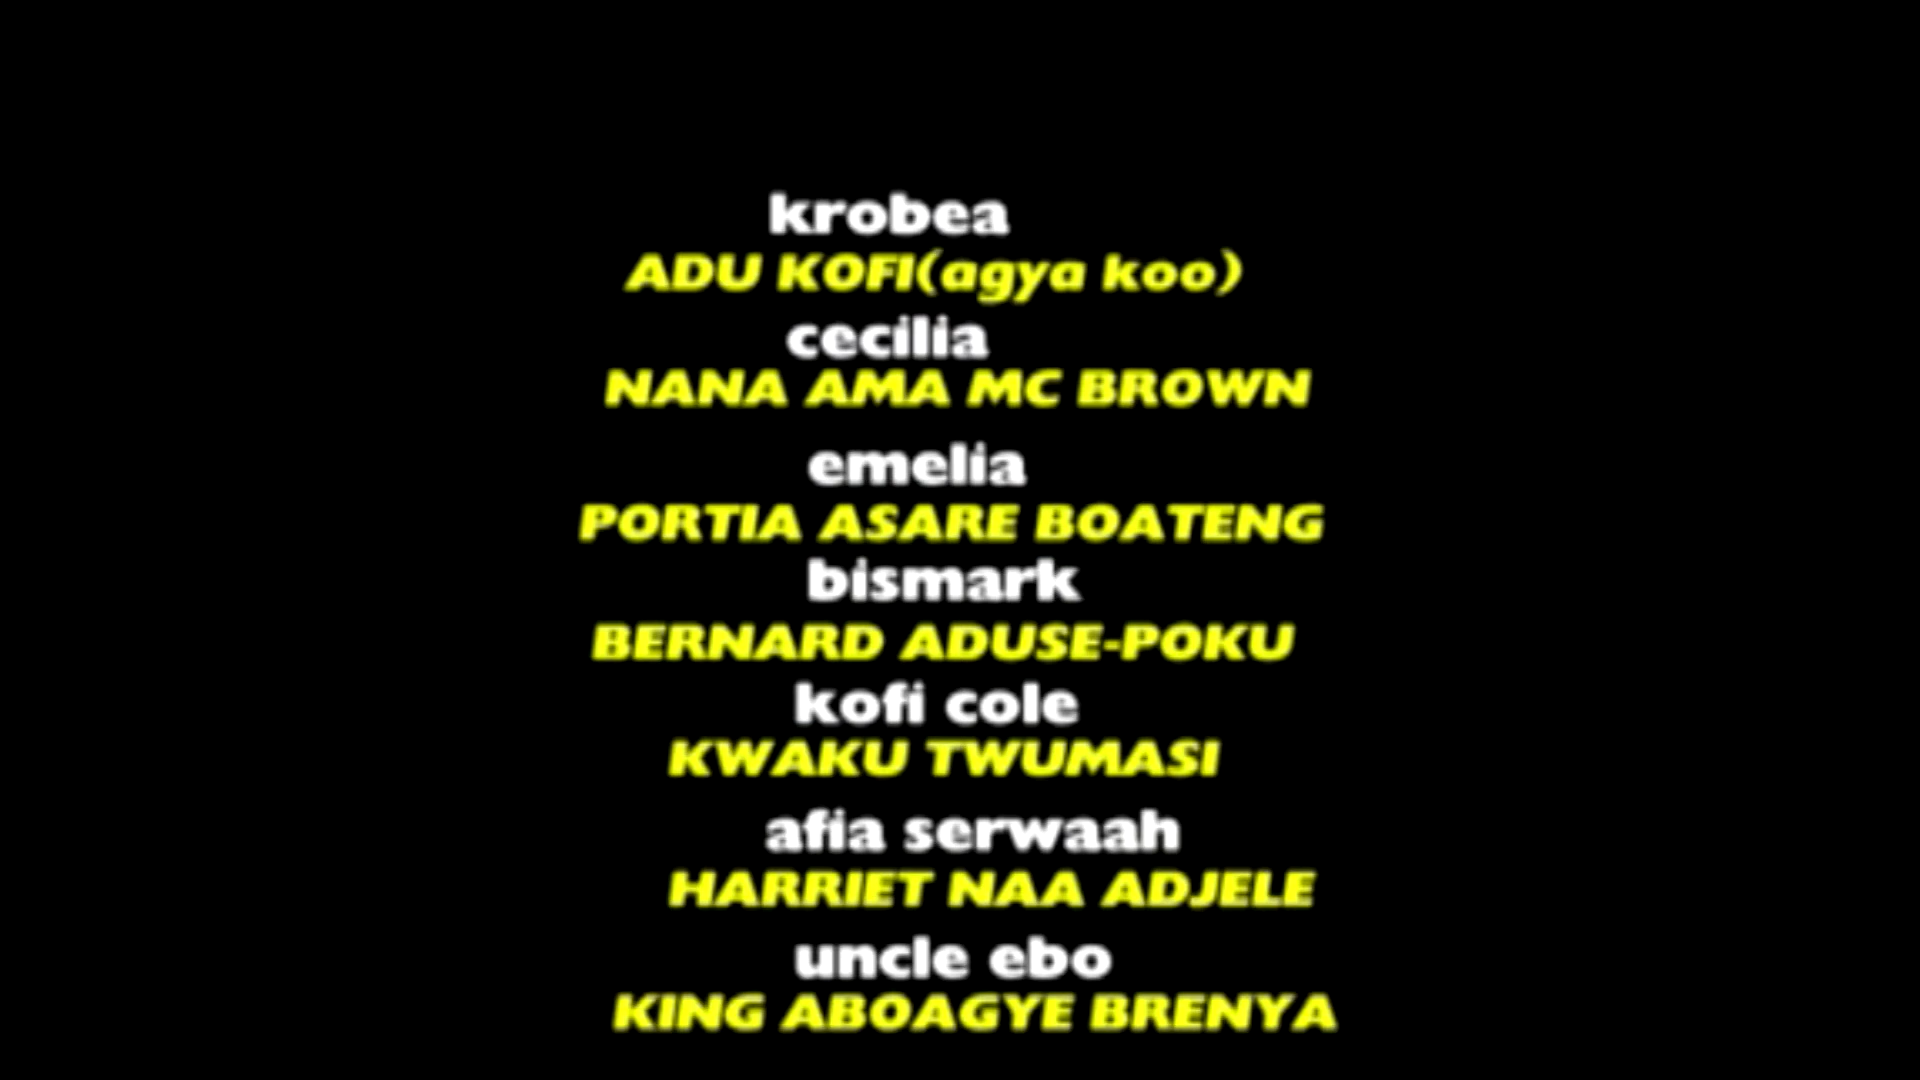 krobea
ADU KOFI(agya koo)
cecilia
NANA AMA MC BROWN
emelia
PORTIA ASARE BOATENG
bismark
BERNARD ADUSE-POKU
kofi cole
KWAKU TWUMASI
afia serwaah
HARRIET NAA ADJELE
uncle ebo
KING ABOAGYE BRENYA